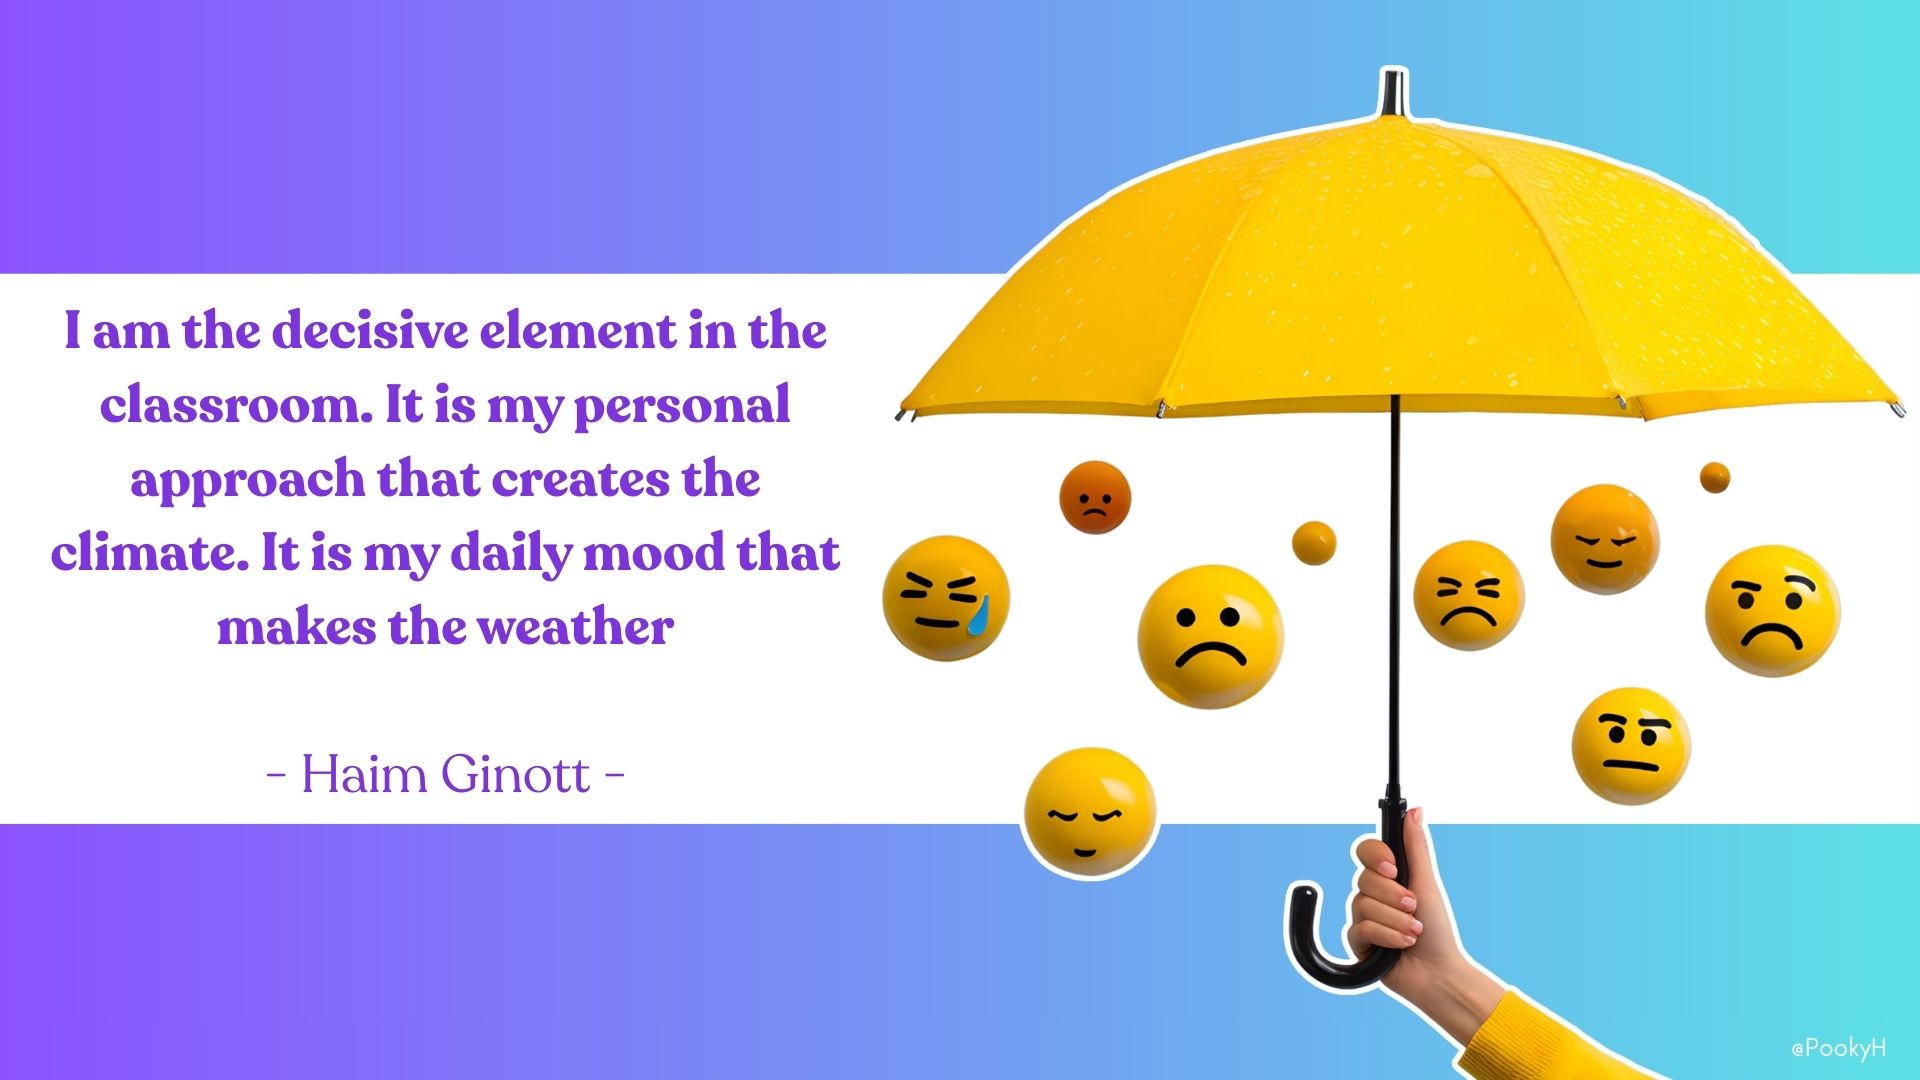 I am the decisive element in the
classroom. It is my personal
approach that creates the
climate. It is my daily mood that
makes the weather
- Haim Ginott -
@PookyH